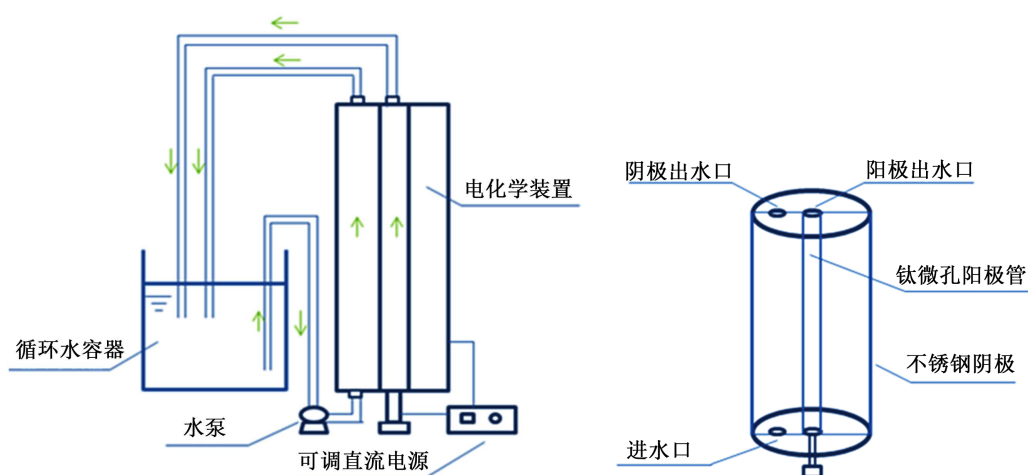 电化学装置
循环水容器
水泵
可调直流电源
阴极出水口
阳极出水口
钛微孔阳极管
不锈钢阴极
进水口